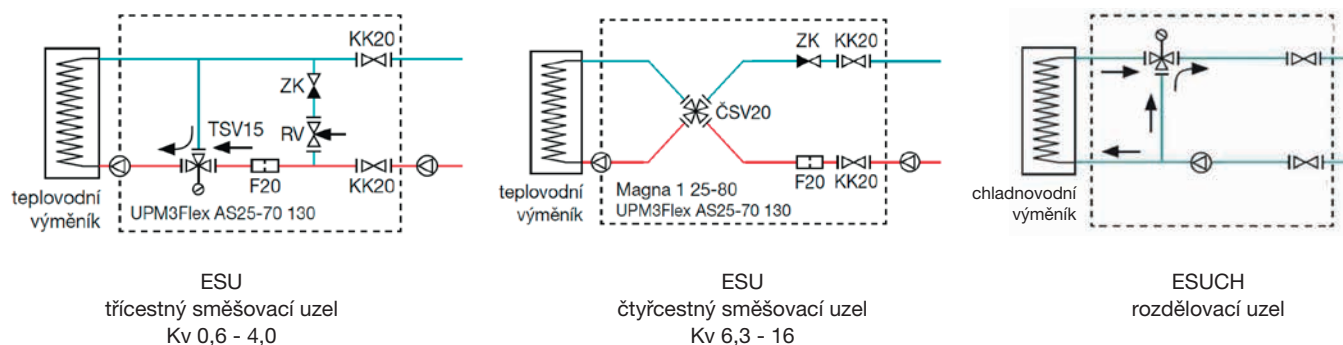 KK20
ZK
TSV15
RV
F20
KK20
teplovodní
výměník
UPM3Flex AS25-70 130
ESU
třícestný směšovací uzel
Kv 0,6 - 4,0
ZK
KK20
ČSV20
F20
KK20
teplovodní
výměník
Magna 1 25-80
UPM3Flex AS25-70 130
ESU
čtyřcestný směšovací uzel
Kv 6,3 - 16
chladnovodní
výměník
ESUCH
rozdělovací uzel